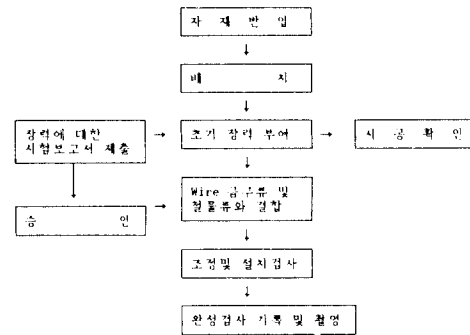 자 재 반 입
배 치
장력에 대한
시험보고서 제출
초기 장력 부여
시 공 확 인
Wire 금구류 및
철물류와 결합
승 인
조정및 설치검사
완성검사 기록 및 촬영